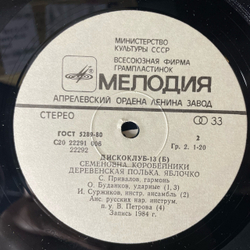 МИНИСТЕРСТВО
КУЛЬТУРЫ СССР
ВСЕСОЮЗНАЯ ФИРМА
ГРАМПЛАСТИНОК
МЕЛОДИЯ
АПРЕЛЕВСКИЙ ОРДЕНА ЛЕНИНА ЗАВОД
СТЕРЕО 33
ГОСТ 5289-80 2
С20 22291 006 Гр. 2. 1-20
22292
ДИСКОКЛУБ-13 (Б)
СЕМЕНОВНА. КОРОБЕЙНИКИ
ДЕРЕВЕНСКАЯ ПОЛЬКА. ЯБЛОЧКО
С. Привалов, гармонь
О. Буданков, ударные (1, 3)
И. Суржиков, инстр. ансамбль (2)
Анс. русских нар. инстр.
п/у В. Петрова (4)
Запись 1984 г.